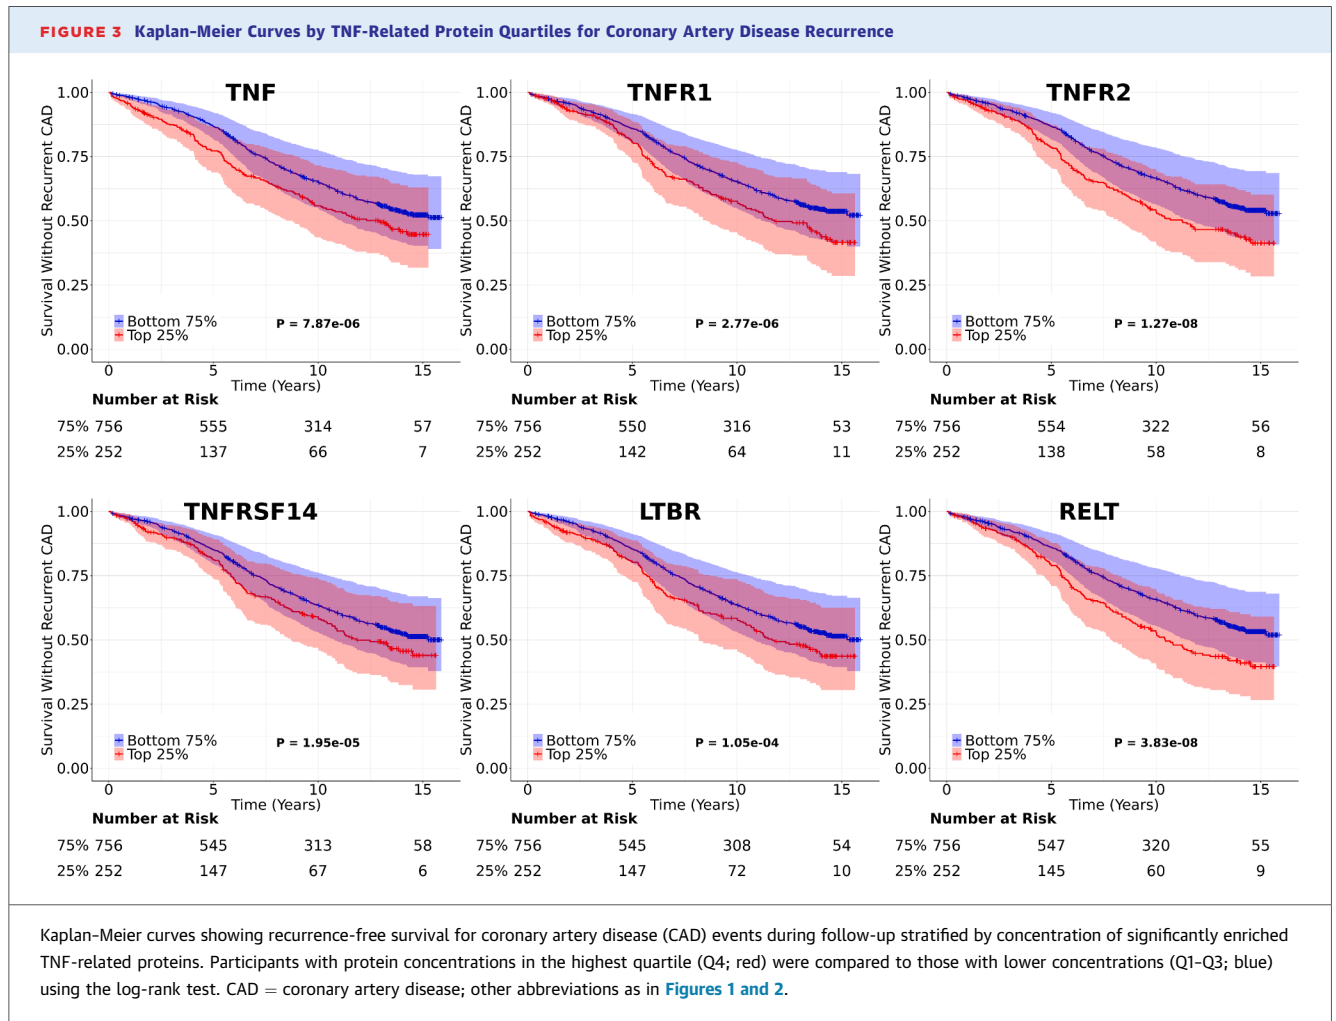 FIGURE 3 Kaplan-Meier Curves by TNF-Related Protein Quartiles for Coronary Artery Disease Recurrence
TNF
Survival Without Recurrent CAD
1.00
0.75
0.50
0.25
0.00
Bottom 75%
Top 25%
P = 7.87e-06
0 5 10 15
Time (Years)
Number at Risk
75% 756 555 314 57
25% 252 137 66 7
TNFR1
Survival Without Recurrent CAD
1.00
0.75
0.50
0.25
0.00
Bottom 75%
Top 25%
P = 2.77e-06
0 5 10 15
Time (Years)
Number at Risk
75% 756 550 316 53
25% 252 142 64 11
TNFR2
Survival Without Recurrent CAD
1.00
0.75
0.50
0.25
0.00
Bottom 75%
Top 25%
P = 1.27e-08
0 5 10 15
Time (Years)
Number at Risk
75% 756 554 322 56
25% 252 138 58 8
TNFRSF14
Survival Without Recurrent CAD
1.00
0.75
0.50
0.25
0.00
Bottom 75%
Top 25%
P = 1.95e-05
0 5 10 15
Time (Years)
Number at Risk
75% 756 545 313 58
25% 252 147 67 6
LTBR
Survival Without Recurrent CAD
1.00
0.75
0.50
0.25
0.00
Bottom 75%
Top 25%
P = 1.05e-04
0 5 10 15
Time (Years)
Number at Risk
75% 756 545 308 54
25% 252 147 72 10
RELT
Survival Without Recurrent CAD
1.00
0.75
0.50
0.25
0.00
Bottom 75%
Top 25%
P = 3.83e-08
0 5 10 15
Time (Years)
Number at Risk
75% 756 547 320 55
25% 252 145 60 9
Kaplan-Meier curves showing recurrence-free survival for coronary artery disease (CAD) events during follow-up stratified by concentration of significantly enriched
TNF-related proteins. Participants with protein concentrations in the highest quartile (Q4; red) were compared to those with lower concentrations (Q1-Q3; blue)
using the log-rank test. CAD = coronary artery disease; other abbreviations as in Figures 1 and 2.